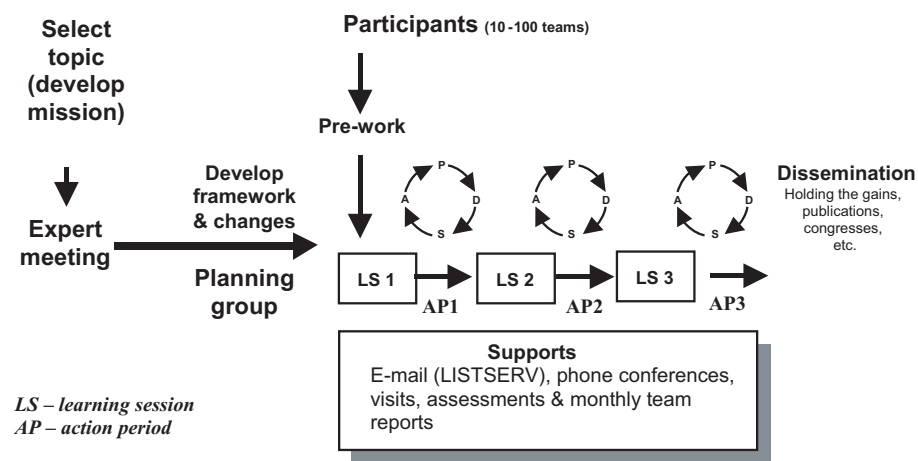 Select
topic
(develop
mission)
Participants (10-100 teams)
Pre-work
Expert
meeting
Develop
framework
& changes
Planning
group
P
D
S
A
P
D
S
A
P
D
S
A
LS 1
AP1
LS 2
AP2
LS 3
AP3
Dissemination
Holding the gains,
publications,
congresses,
etc.
Supports
E-mail (LISTSERV), phone conferences,
visits, assessments & monthly team
reports
LS – learning session
AP – action period